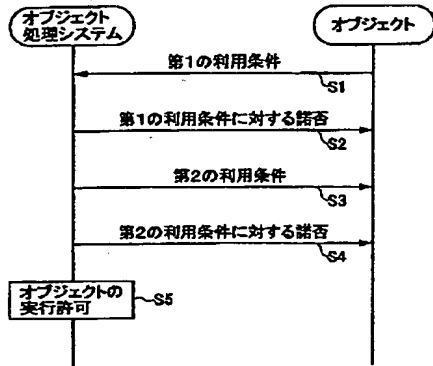 オブジェクト
処理システム
オブジェクト
第1の利用条件
S1
第1の利用条件に対する諾否
S2
第2の利用条件
S3
第2の利用条件に対する諾否
S4
オブジェクトの
実行許可
S5